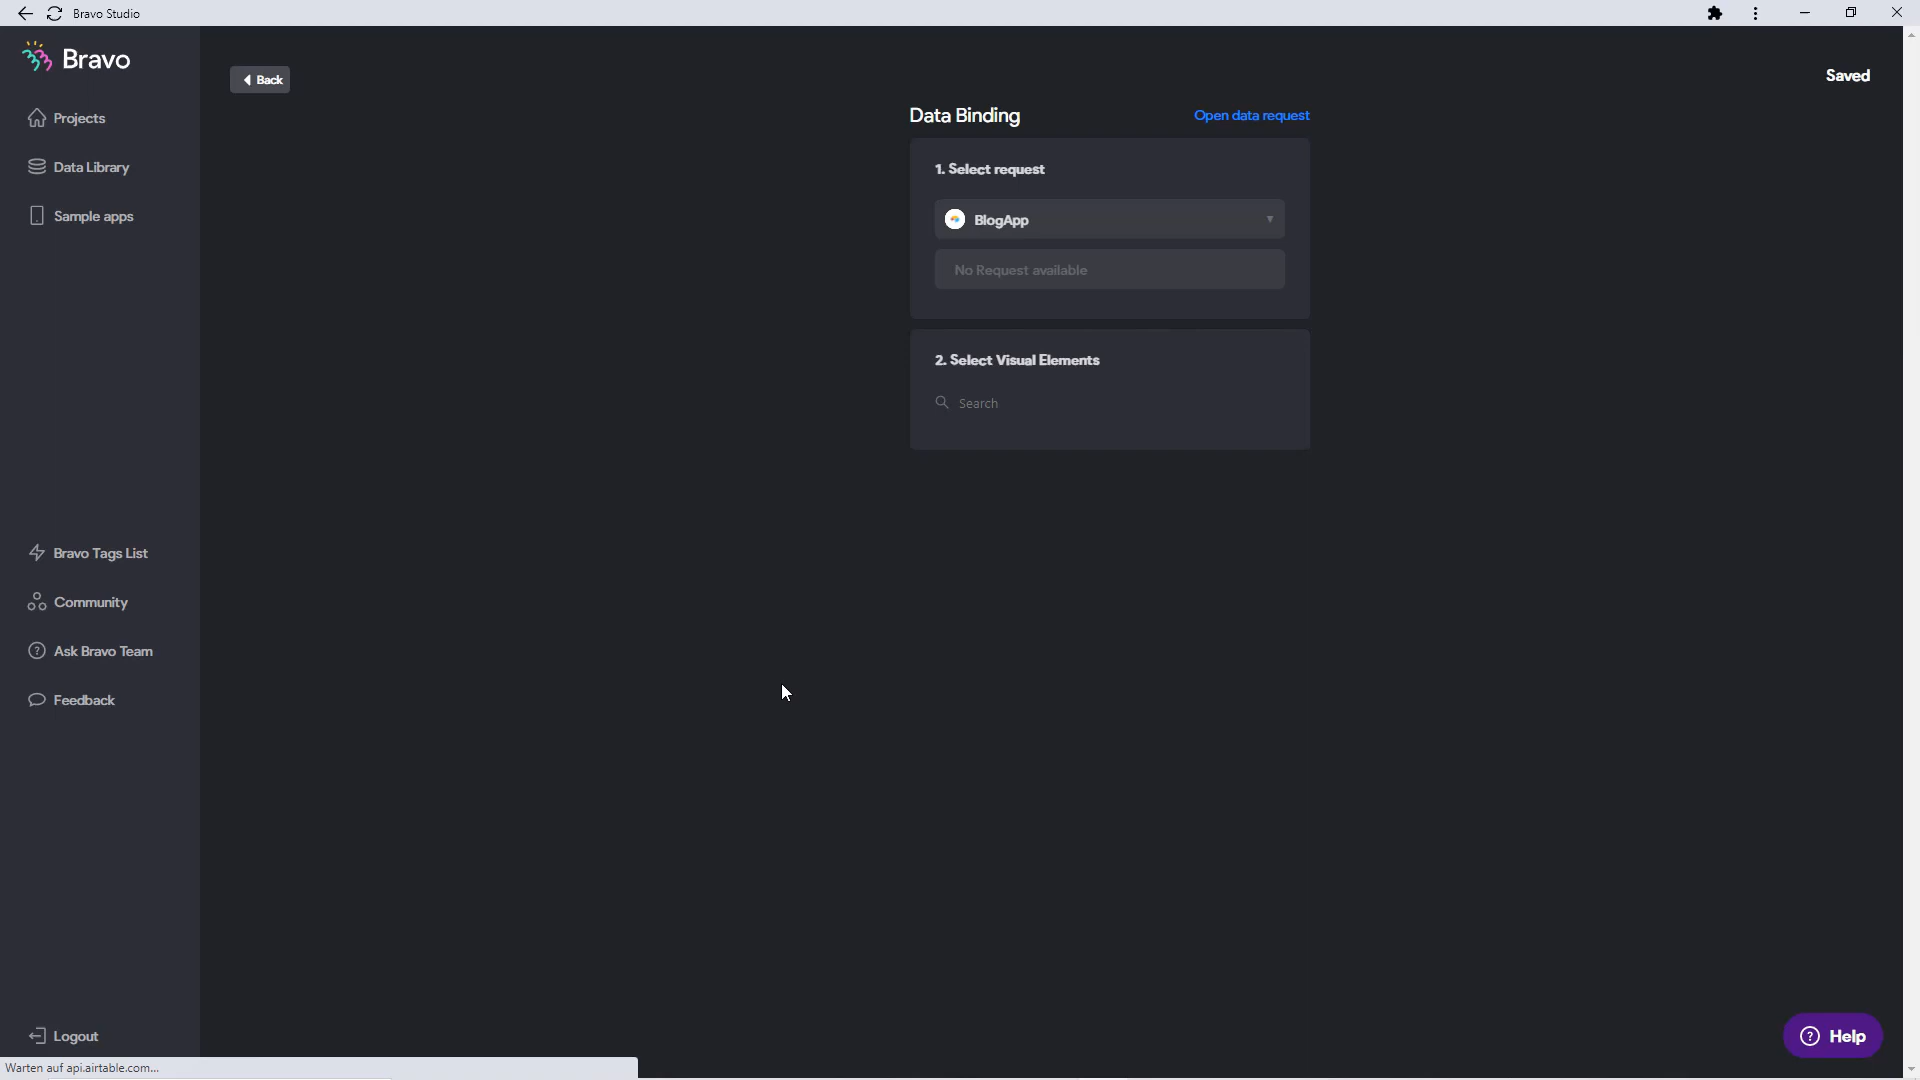 Bravo Studio
Bravo
Projects
Data Library
Sample apps
Bravo Tags List
Community
Ask Bravo Team
Feedback
Logout
Back
Saved
Data Binding
Open data request
1. Select request
BlogApp
No Request available
2. Select Visual Elements
Search
Help
Warten auf api.airtable.com...